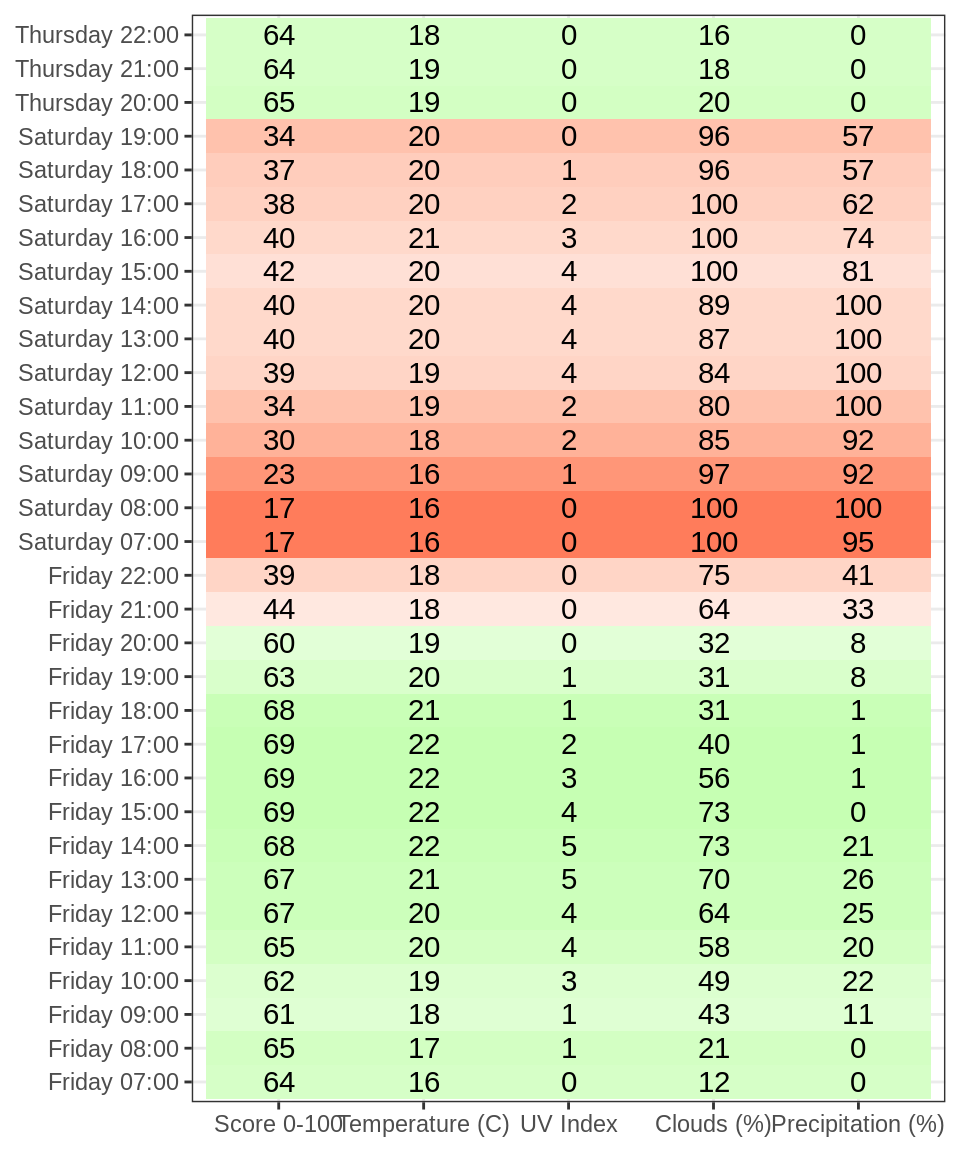 Thursday 22:00 64 18 0 16 0
Thursday 21:00 64 19 0 18 0
Thursday 20:00 65 19 0 20 0
Saturday 19:00 34 20 0 96 57
Saturday 18:00 37 20 1 96 57
Saturday 17:00 38 20 2 100 62
Saturday 16:00 40 21 3 100 74
Saturday 15:00 42 20 4 100 81
Saturday 14:00 40 20 4 89 100
Saturday 13:00 40 20 4 87 100
Saturday 12:00 39 19 4 84 100
Saturday 11:00 34 19 2 80 100
Saturday 10:00 30 18 2 85 92
Saturday 09:00 23 16 1 97 92
Saturday 08:00 17 16 0 100 100
Saturday 07:00 17 16 0 100 95
Friday 22:00 39 18 0 75 41
Friday 21:00 44 18 0 64 33
Friday 20:00 60 19 0 32 8
Friday 19:00 63 20 1 31 8
Friday 18:00 68 21 1 31 1
Friday 17:00 69 22 2 40 1
Friday 16:00 69 22 3 56 1
Friday 15:00 69 22 4 73 0
Friday 14:00 68 22 5 73 21
Friday 13:00 67 21 5 70 26
Friday 12:00 67 20 4 64 25
Friday 11:00 65 20 4 58 20
Friday 10:00 62 19 3 49 22
Friday 09:00 61 18 1 43 11
Friday 08:00 65 17 1 21 0
Friday 07:00 64 16 0 12 0
Score 0-100 Temperature (C) UV Index Clouds (%) Precipitation (%)